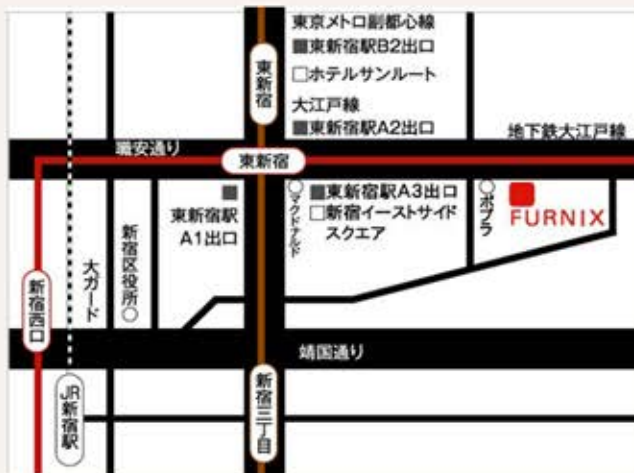 東京メトロ副都心線
■東新宿駅B2出口
□ホテルサンルート
大江戸線
■東新宿駅A2出口
地下鉄大江戸線
東新宿
職安通り
東新宿
■
東新宿駅
A1出口
○マクドナルド
■東新宿駅A3出口
□新宿イーストサイド
スクエア
○ポプラ
FURNIX
新宿西口
大ガード
新宿区役所○
靖国通り
JR新宿駅
新宿三丁目